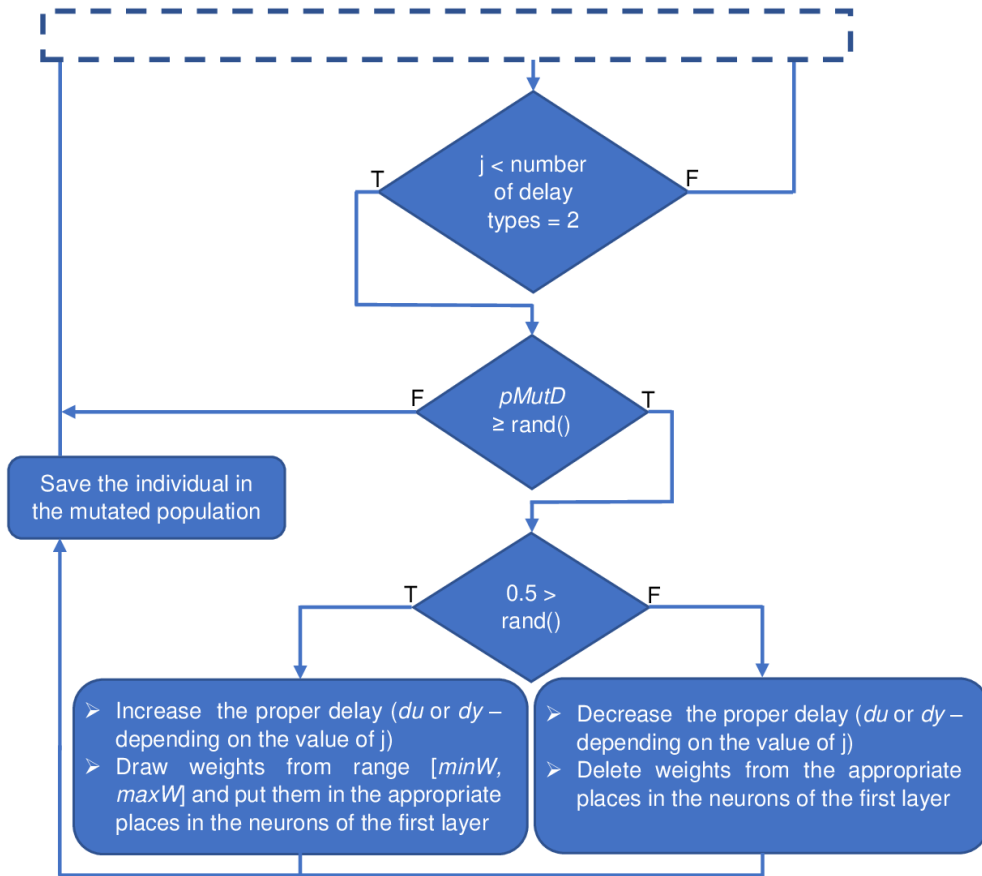 j < number
of delay
types = 2
T
F
pMutD
≥ rand()
F
T
Save the individual in
the mutated population
0.5 >
rand()
T
F
➢ Increase the proper delay (du or dy –
depending on the value of j)
➢ Draw weights from range [minW,
maxW] and put them in the appropriate
places in the neurons of the first layer
➢ Decrease the proper delay (du or dy –
depending on the value of j)
➢ Delete weights from the appropriate
places in the neurons of the first layer